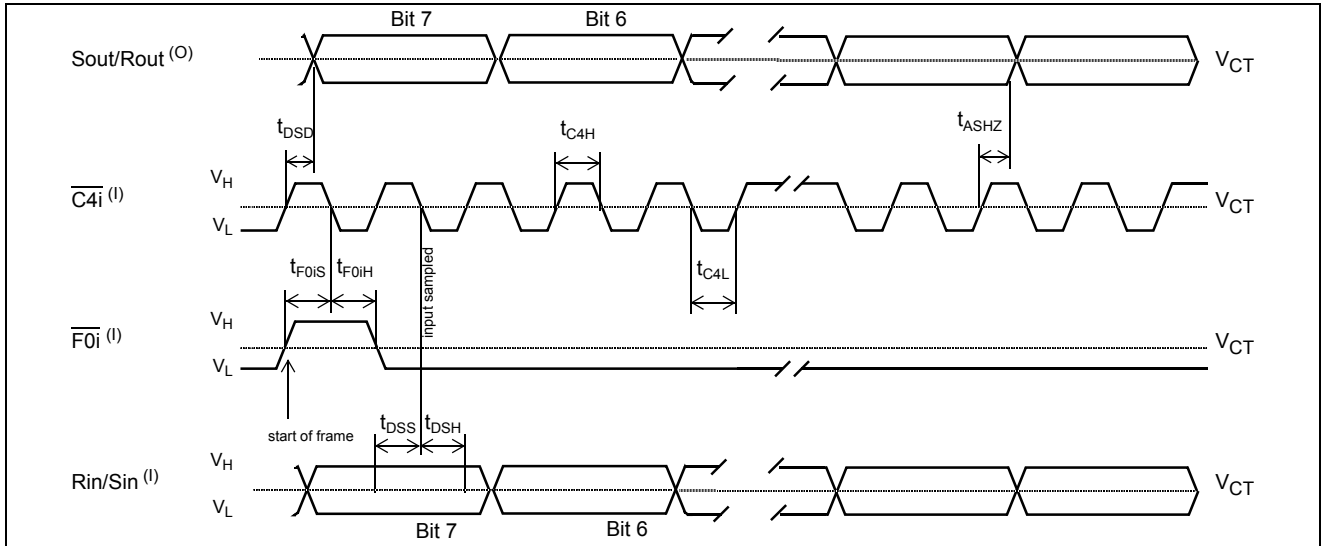 Bit 7 Bit 6
Sout/Rout (O) VCT
tDSD tC4H tASHZ
VH
C4i (I) VCT
VL
tF0iS tF0iH input sampled tC4L
VH
F0i (I) VCT
VL
start of frame tDSS tDSH
VH
Rin/Sin (I) VCT
VL
Bit 7 Bit 6